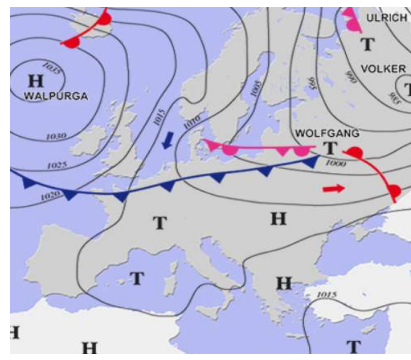 ULRICH
T
VOLKER
T
1035
H
WALPURGA
1030
1025
1020
1015
1010
1005
995
990
985
WOLFGANG
T
1000
T
H
T
H
1015
H
H
T